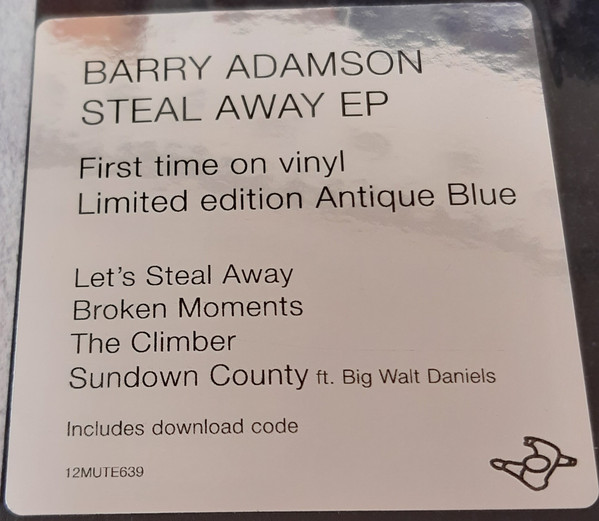 BARRY ADAMSON
STEAL AWAY EP
First time on vinyl
Limited edition Antique Blue
Let's Steal Away
Broken Moments
The Climber
Sundown County ft. Big Walt Daniels
Includes download code
12MUTE639